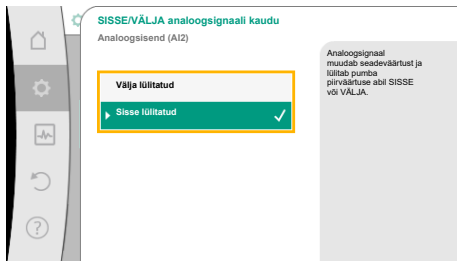 SISSE/VÄLJA analoogsignaali kaudu
Analoogsisend (AI2)
Välja lülitatud
Sisse lülitatud
Analoogsignaal
muudab seadeväärtust ja
lülitab pumba
piirväärtuse abil SISSE
või VÄLJA.
?